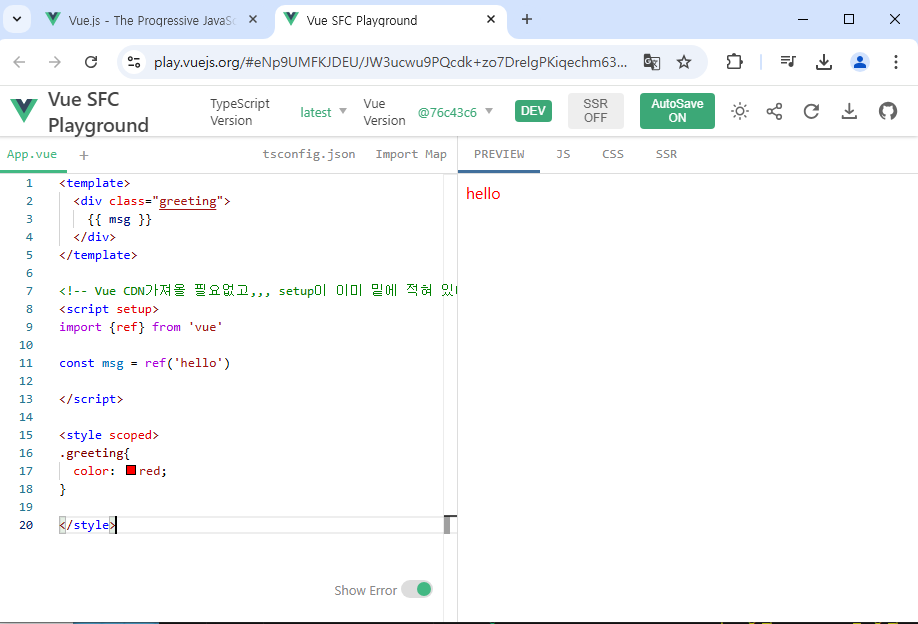 Vue.js - The Progressive JavaSc
Vue SFC Playground
play.vuejs.org/#eNp9UMFKJDEU/JW3ucwu9PQcdk+zo7DrelgPKiqechm63...
Vue SFC
Playground
TypeScript
Version
latest
Vue
Version
@76c43c6
DEV
SSR
OFF
AutoSave
ON
App.vue
+
tsconfig.json
Import Map
PREVIEW
JS
CSS
SSR
1 <template>
2 <div class="greeting">
3 {{ msg }}
4 </div>
5 </template>
6
7 <!-- Vue CDN가져올 필요없고,,, setup이 이미 밑에 적혀 있
8 <script setup>
9 import {ref} from 'vue'
10
11 const msg = ref('hello')
12
13 </script>
14
15 <style scoped>
16 .greeting{
17 color: red;
18 }
19
20 </style>
Show Error
hello